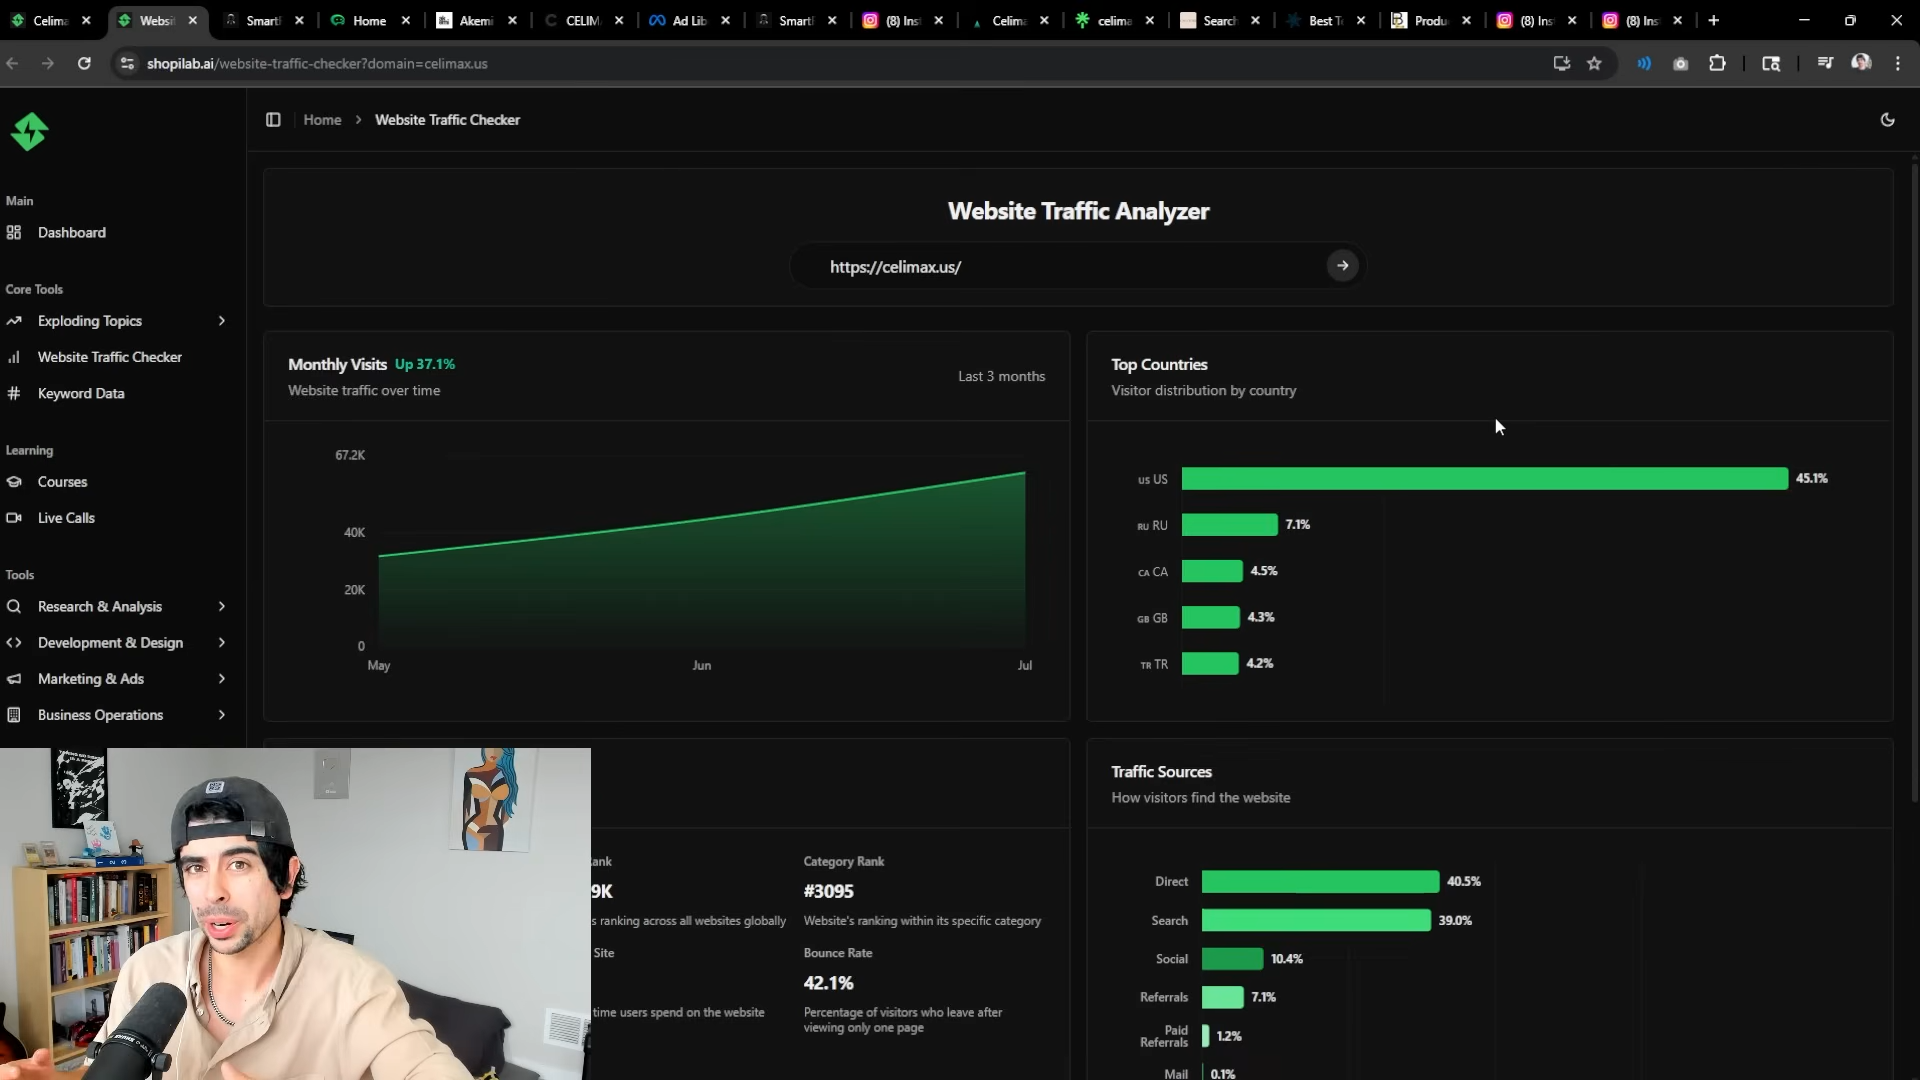 Celima
Websi
SmartF
Home
Akemi
CELIM
Ad Lib
SmartF
(8) Ins
Celima
celima
Search
Best T
Produ
(8) Ins
(8) Ins
shopilab.ai/website-traffic-checker?domain=celimax.us
Home > Website Traffic Checker
Main
Dashboard
Core Tools
Exploding Topics
Website Traffic Checker
Keyword Data
Learning
Courses
Live Calls
Tools
Research & Analysis
Development & Design
Marketing & Ads
Business Operations
Website Traffic Analyzer
https://celimax.us/
Monthly Visits Up 37.1%
Website traffic over time
Last 3 months
67.2K
40K
20K
0
May
Jun
Jul
Top Countries
Visitor distribution by country
us US 45.1%
RU RU 7.1%
CA CA 4.5%
GB GB 4.3%
TR TR 4.2%
ank
9K
s ranking across all websites globally
Category Rank
#3095
Website's ranking within its specific category
Site
time users spend on the website
Bounce Rate
42.1%
Percentage of visitors who leave after
viewing only one page
Traffic Sources
How visitors find the website
Direct 40.5%
Search 39.0%
Social 10.4%
Referrals 7.1%
Paid
Referrals 1.2%
Mail 0.1%